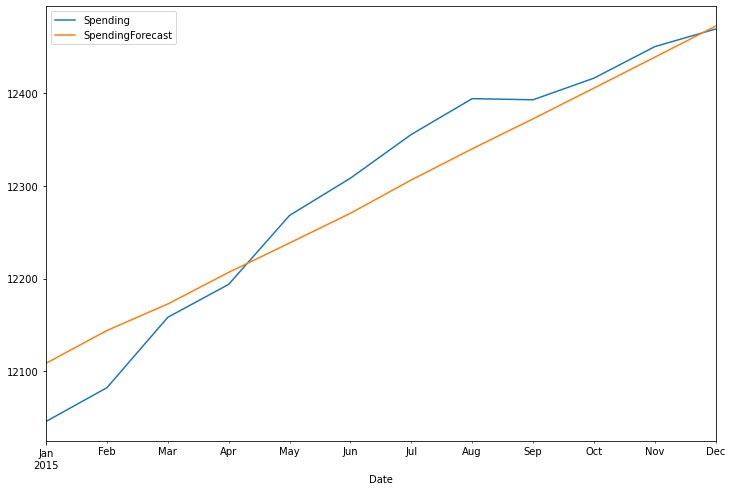 Spending
SpendingForecast
12400
12300
12200
12100
Jan Feb Mar Apr May Jun Jul Aug Sep Oct Nov Dec
2015
Date